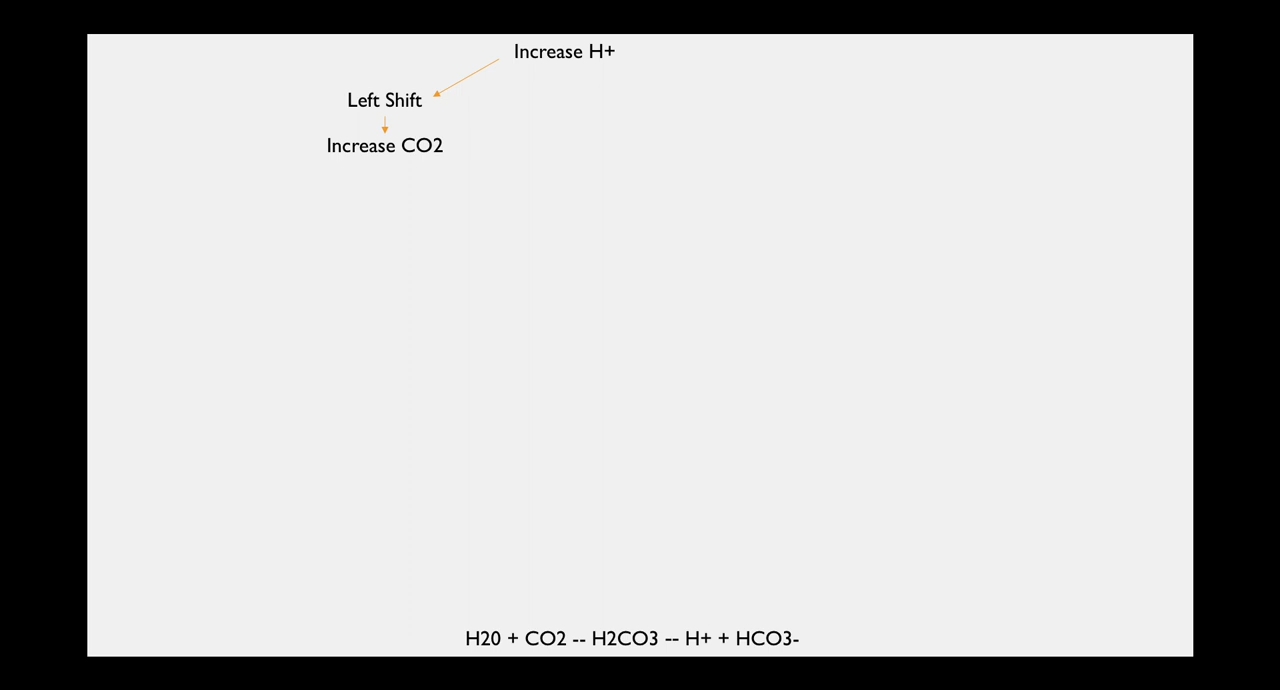 Increase H+
Left Shift
Increase CO2
H20 + CO2 -- H2CO3 -- H+ + HCO3-